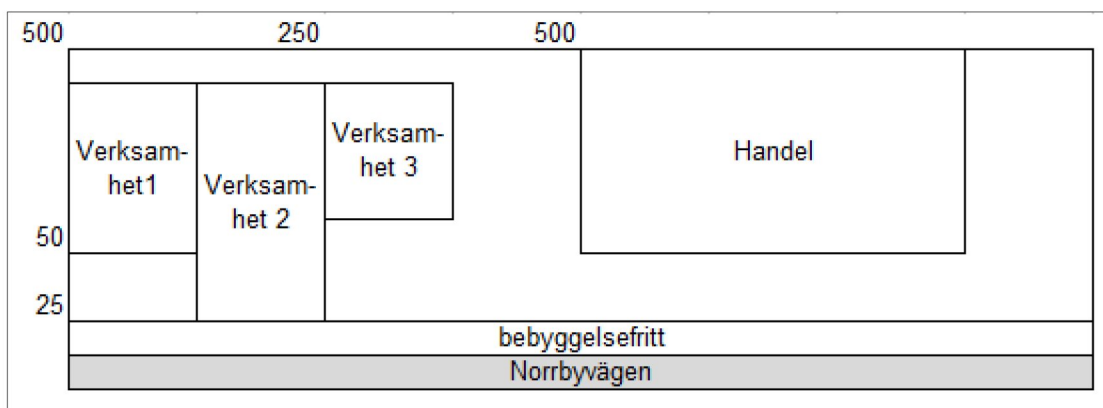 500 250 500
Verksam-
het1
Verksam-
het 2
Verksam-
het 3
Handel
50
25
bebyggelsefritt
Norrbyvägen